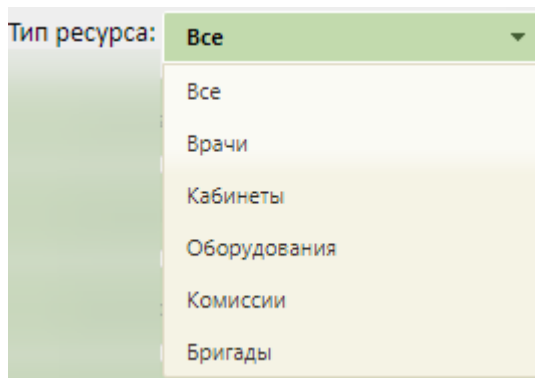 Тип ресурса: Все
Все
Врачи
Кабинеты
Оборудования
Комиссии
Бригады